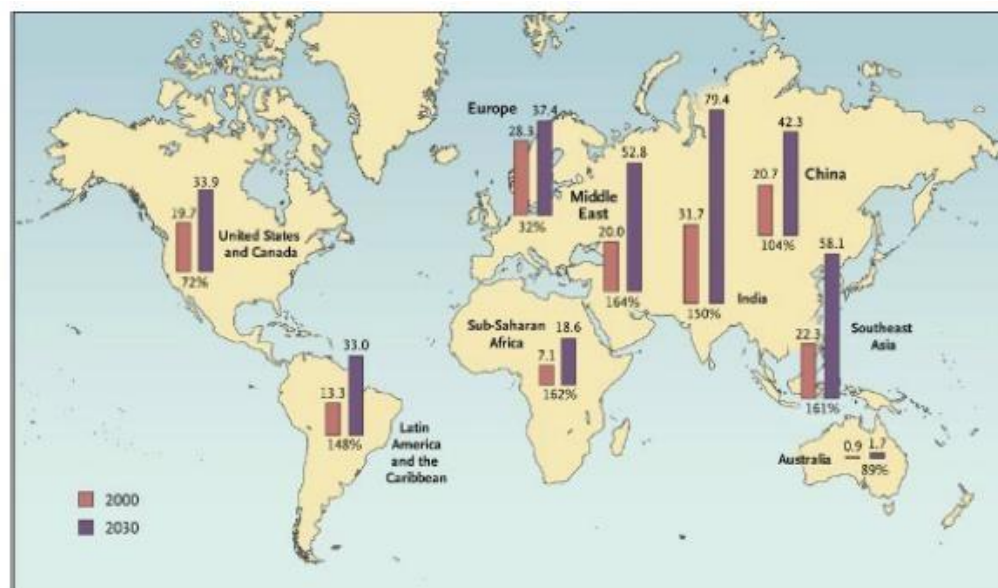 Europe
28.3
37.4
32%
Middle
East
20.0
52.8
164%
79.4
31.7
150%
India
42.3
20.7
China
104%
33.9
19.7
United States
and Canada
72%
58.1
22.3
Southeast
Asia
161%
Sub-Saharan
Africa
18.6
7.1
162%
33.0
13.3
148%
Latin
America
and the
Caribbean
Australia
0.9
1.7
89%
2000
2030